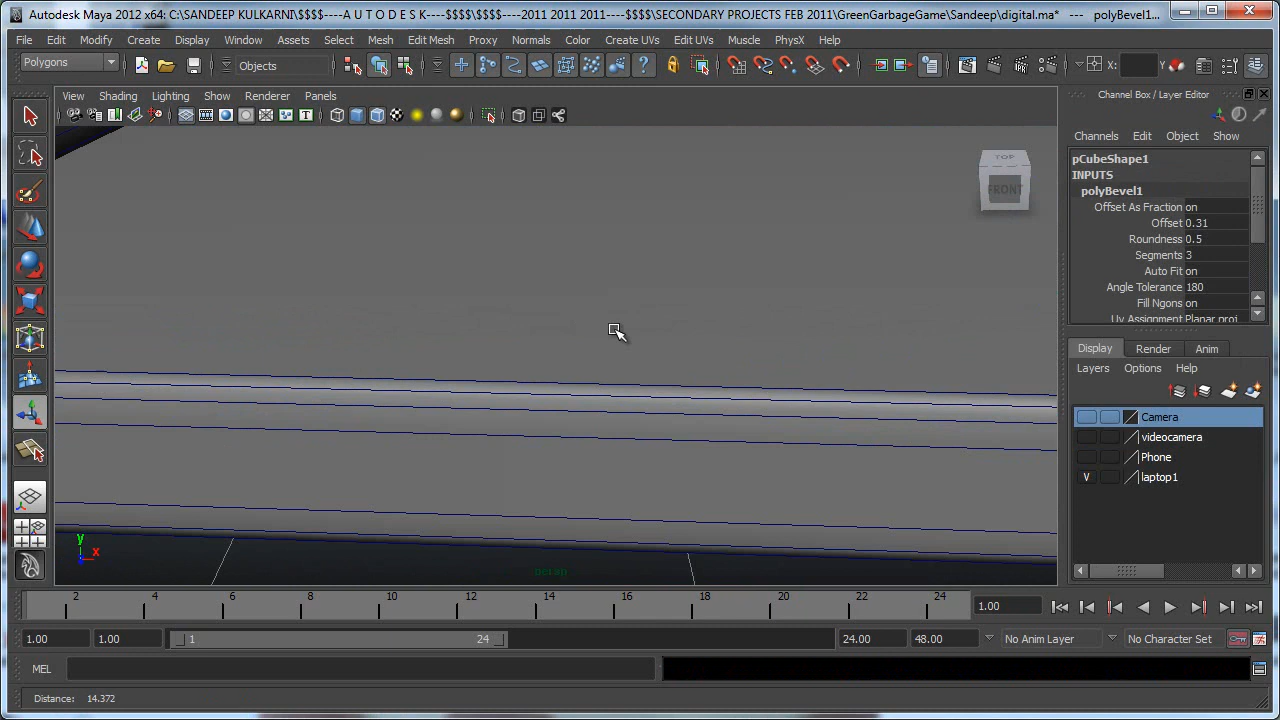 Autodesk Maya 2012 x64: C:\SANDEEP KULKARNI\$$$$----A U T O D E S K----$$$$\$$$$----2011 2011 2011----$$$$\SECONDARY PROJECTS FEB 2011\GreenGarbageGame\Sandeep\digital.ma* --- polyBevel1...
File Edit Modify Create Display Window Assets Select Mesh Edit Mesh Proxy Normals Color Create UVs Edit UVs Muscle PhysX Help
Polygons Objects X: Y
View Shading Lighting Show Renderer Panels
Channel Box / Layer Editor
Channels Edit Object Show
pCubeShape1
INPUTS
polyBevel1
Offset As Fraction on
Offset 0.31
Roundness 0.5
Segments 3
Auto Fit on
Angle Tolerance 180
Fill Ngons on
Uv Assignment Planar proj
TOP
FRONT
Display Render Anim
Layers Options Help
Camera
videocamera
Phone
V laptop1
y
x
persp
2 4 6 8 10 12 14 16 18 20 22 24 1.00
1.00 1.00 1 24 24.00 48.00 No Anim Layer No Character Set
MEL
Distance: 14.372